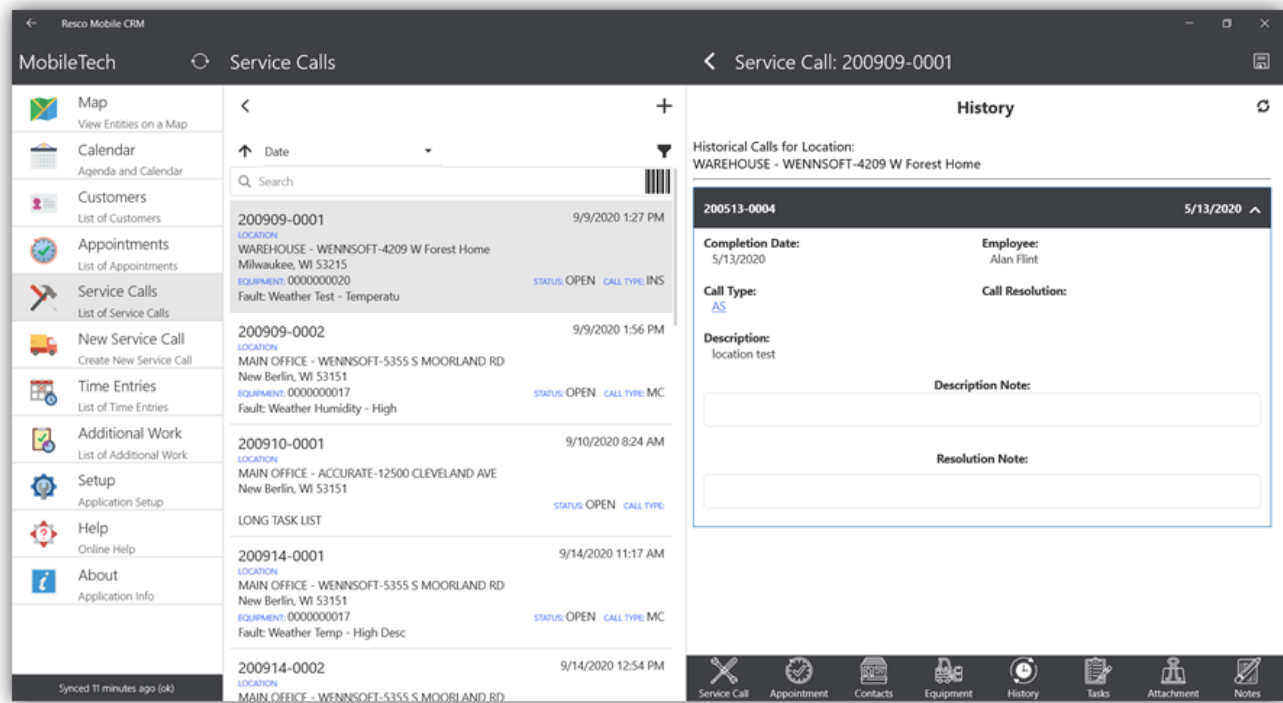 Resco Mobile CRM
MobileTech
Service Calls
Service Call: 200909-0001
Map
View Entities on a Map
Calendar
Agenda and Calendar
Customers
List of Customers
Appointments
List of Appointments
Service Calls
List of Service Calls
New Service Call
Create New Service Call
Time Entries
List of Time Entries
Additional Work
List of Additional Work
Setup
Application Setup
Help
Online Help
About
Application Info
Synced 11 minutes ago (ok)
Date
Search
200909-0001 9/9/2020 1:27 PM
LOCATION
WAREHOUSE - WENNSOFT-4209 W Forest Home
Milwaukee, WI 53215
EQUIPMENT: 0000000020 STATUS: OPEN CALL TYPE: INS
Fault: Weather Test - Temperatu
200909-0002 9/9/2020 1:56 PM
LOCATION
MAIN OFFICE - WENNSOFT-5355 S MOORLAND RD
New Berlin, WI 53151
EQUIPMENT: 0000000017 STATUS: OPEN CALL TYPE: MC
Fault: Weather Humidity - High
200910-0001 9/10/2020 8:24 AM
LOCATION
MAIN OFFICE - ACCURATE-12500 CLEVELAND AVE
New Berlin, WI 53151
STATUS: OPEN CALL TYPE:
LONG TASK LIST
200914-0001 9/14/2020 11:17 AM
LOCATION
MAIN OFFICE - WENNSOFT-5355 S MOORLAND RD
New Berlin, WI 53151
EQUIPMENT: 0000000017 STATUS: OPEN CALL TYPE: MC
Fault: Weather Temp - High Desc
200914-0002 9/14/2020 12:54 PM
LOCATION
MAIN OFFICE - WENNSOFT-5355 S MOORLAND RD
History
Historical Calls for Location:
WAREHOUSE - WENNSOFT-4209 W Forest Home
200513-0004 5/13/2020
Completion Date: Employee:
5/13/2020 Alan Flint
Call Type: Call Resolution:
AS
Description:
location test
Description Note:
Resolution Note:
Service Call Appointment Contacts Equipment History Tasks Attachment Notes